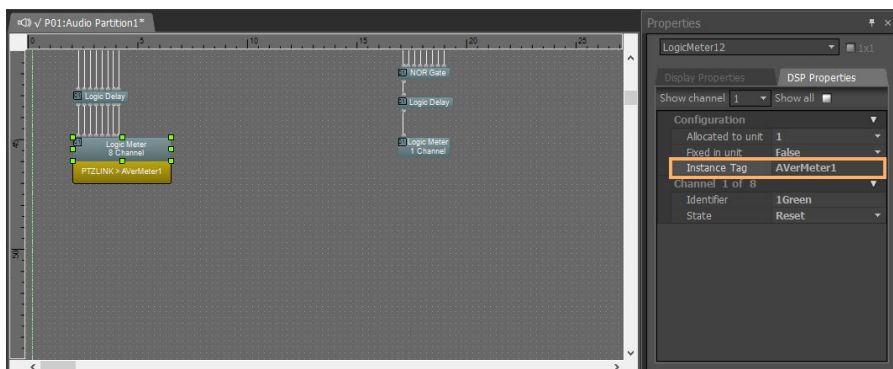 P01:Audio Partition1*
0 5 10 15 20 25
NOR Gate
Logic Delay
Logic Delay
45
Logic Meter
8 Channel
Logic Meter
1 Channel
PTZLINK > AVerMeter1
50
Properties
LogicMeter12
1x1
Display Properties DSP Properties
Show channel 1 Show all
Configuration
Allocated to unit 1
Fixed in unit False
Instance Tag AVerMeter1
Channel 1 of 8
Identifier 1Green
State Reset